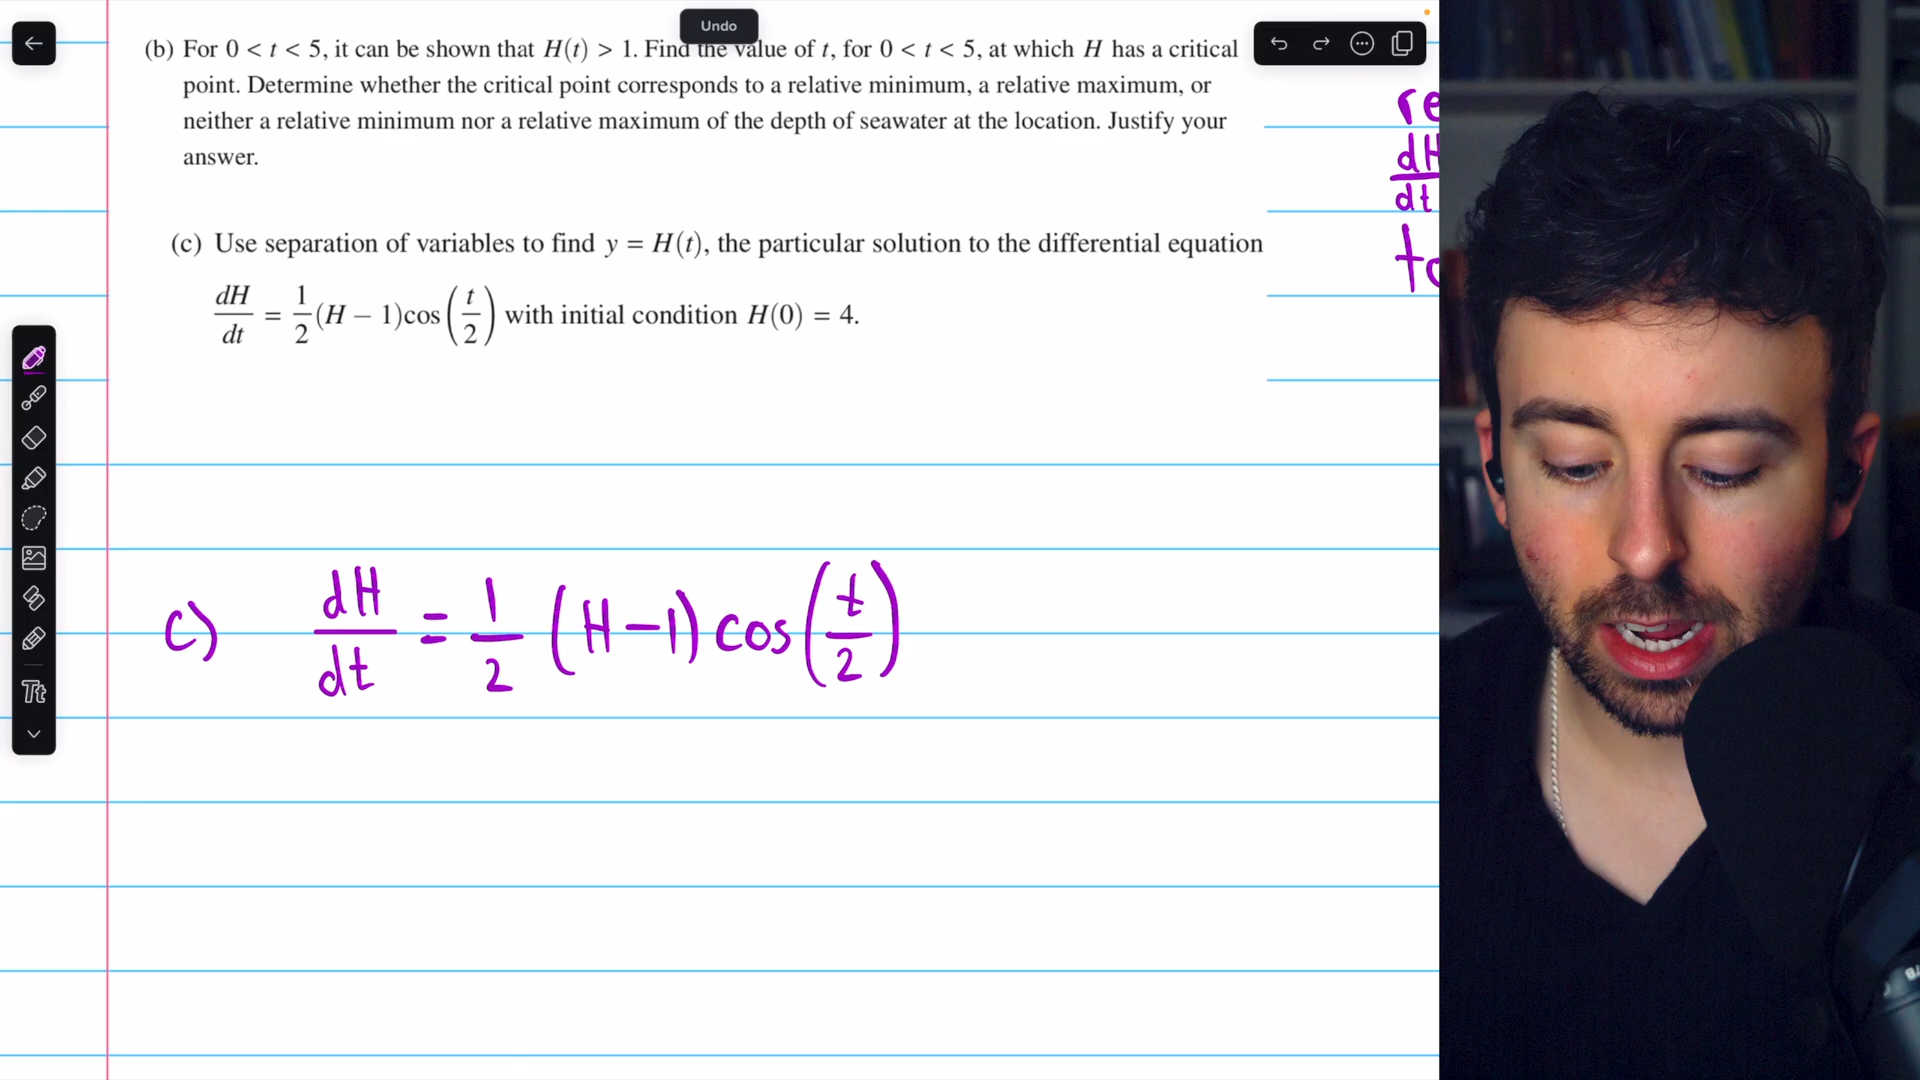 Undo
(b) For 0 < t < 5, it can be shown that H(t) > 1. Find the value of t, for 0 < t < 5, at which H has a critical
point. Determine whether the critical point corresponds to a relative minimum, a relative maximum, or
neither a relative minimum nor a relative maximum of the depth of seawater at the location. Justify your
answer.
re
dH/dt
(c) Use separation of variables to find y = H(t), the particular solution to the differential equation
dH/dt = 1/2 (H − 1)cos(t/2) with initial condition H(0) = 4.
c) dH/dt = 1/2 (H−1) cos(t/2)
Tt